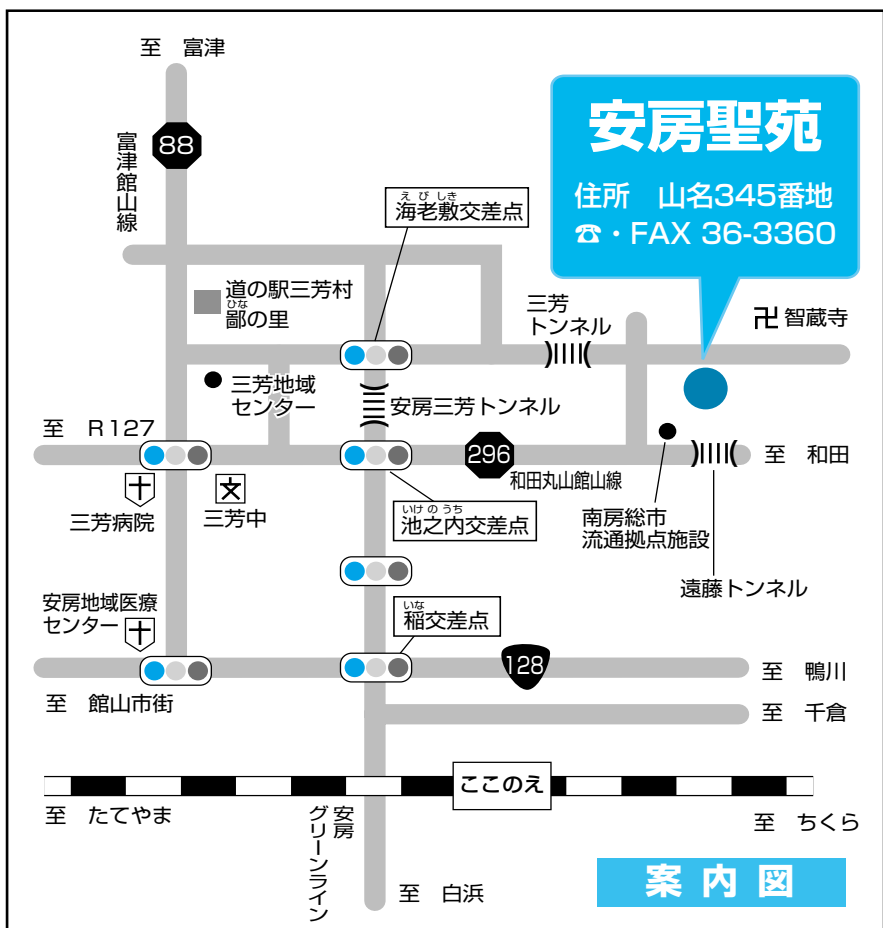 至　富津
88
富津館山線
安房聖苑
住所　山名345番地
☎・FAX 36-3360
えびしき
海老敷交差点
道の駅三芳村
ひな
鄙の里
三芳
トンネル
卍 智蔵寺
三芳地域
センター
安房三芳トンネル
至　R127
296
和田丸山館山線
至　和田
文
三芳病院
三芳中
いけのうち
池之内交差点
南房総市
流通拠点施設
遠藤トンネル
安房地域医療
センター
いな
稲交差点
128
至　鴨川
至　館山市街
至　千倉
ここのえ
至　たてやま
安房
グリーンライン
至　ちくら
至　白浜
案内図